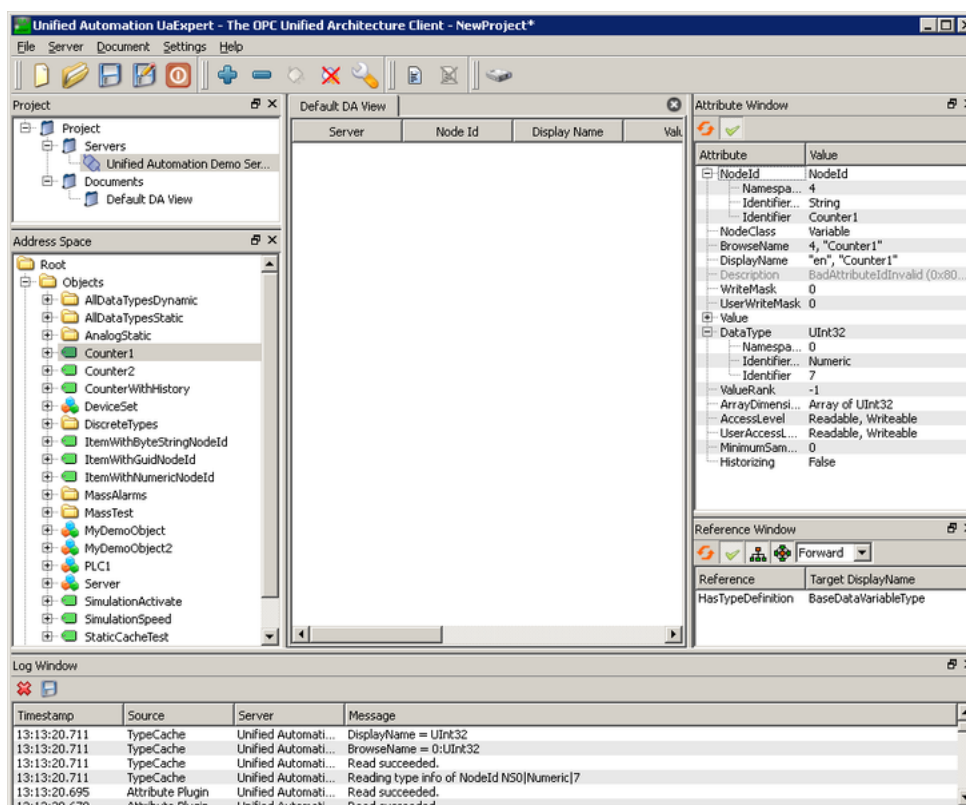 Unified Automation UaExpert - The OPC Unified Architecture Client - NewProject*
File Server Document Settings Help
Project
Project
Servers
Unified Automation Demo Ser...
Documents
Default DA View
Address Space
Root
Objects
AllDataTypesDynamic
AllDataTypesStatic
AnalogStatic
Counter1
Counter2
CounterWithHistory
DeviceSet
DiscreteTypes
ItemWithByteStringNodeId
ItemWithGuidNodeId
ItemWithNumericNodeId
MassAlarms
MassTest
MyDemoObject
MyDemoObject2
PLC1
Server
SimulationActivate
SimulationSpeed
StaticCacheTest
Default DA View
Server Node Id Display Name Valu
Attribute Window
Attribute Value
NodeId NodeId
Namespa... 4
Identifier... String
Identifier Counter1
NodeClass Variable
BrowseName 4, "Counter1"
DisplayName "en", "Counter1"
Description BadAttributeIdInvalid (0x80...
WriteMask 0
UserWriteMask 0
Value
DataType UInt32
Namespa... 0
Identifier... Numeric
Identifier 7
ValueRank -1
ArrayDimensi... Array of UInt32
AccessLevel Readable, Writeable
UserAccessL... Readable, Writeable
MinimumSam... 0
Historizing False
Reference Window
Forward
Reference Target DisplayName
HasTypeDefinition BaseDataVariableType
Log Window
Timestamp Source Server Message
13:13:20.711 TypeCache Unified Automati... DisplayName = UInt32
13:13:20.711 TypeCache Unified Automati... BrowseName = 0:UInt32
13:13:20.711 TypeCache Unified Automati... Read succeeded.
13:13:20.711 TypeCache Unified Automati... Reading type info of NodeId NS0|Numeric|7
13:13:20.695 Attribute Plugin Unified Automati... Read succeeded.